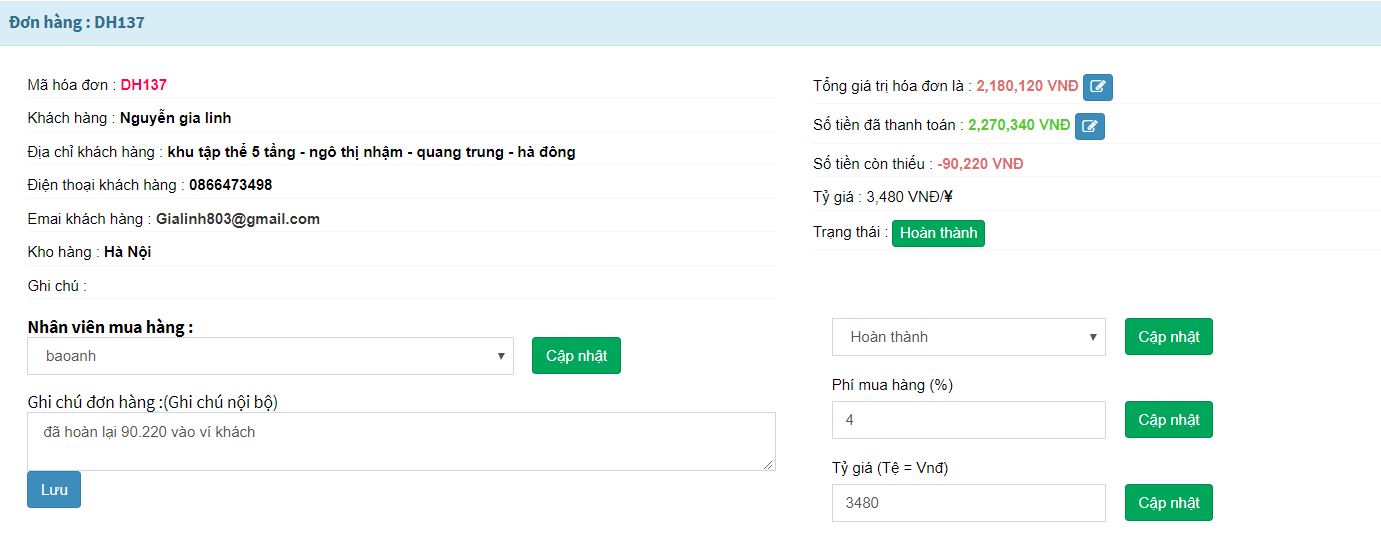 Đơn hàng : DH137
Mã hóa đơn : DH137
Khách hàng : Nguyễn gia linh
Địa chỉ khách hàng : khu tập thể 5 tầng - ngô thị nhậm - quang trung - hà đông
Điện thoại khách hàng : 0866473498
Emai khách hàng : Gialinh803@gmail.com
Kho hàng : Hà Nội
Ghi chú :
Nhân viên mua hàng :
baoanh
Cập nhật
Ghi chú đơn hàng :(Ghi chú nội bộ)
đã hoàn lại 90.220 vào ví khách
Lưu
Tổng giá trị hóa đơn là : 2,180,120 VNĐ
Số tiền đã thanh toán : 2,270,340 VNĐ
Số tiền còn thiếu : -90,220 VNĐ
Tỷ giá : 3,480 VNĐ/¥
Trạng thái : Hoàn thành
Hoàn thành
Cập nhật
Phí mua hàng (%)
4
Cập nhật
Tỷ giá (Tệ = Vnđ)
3480
Cập nhật